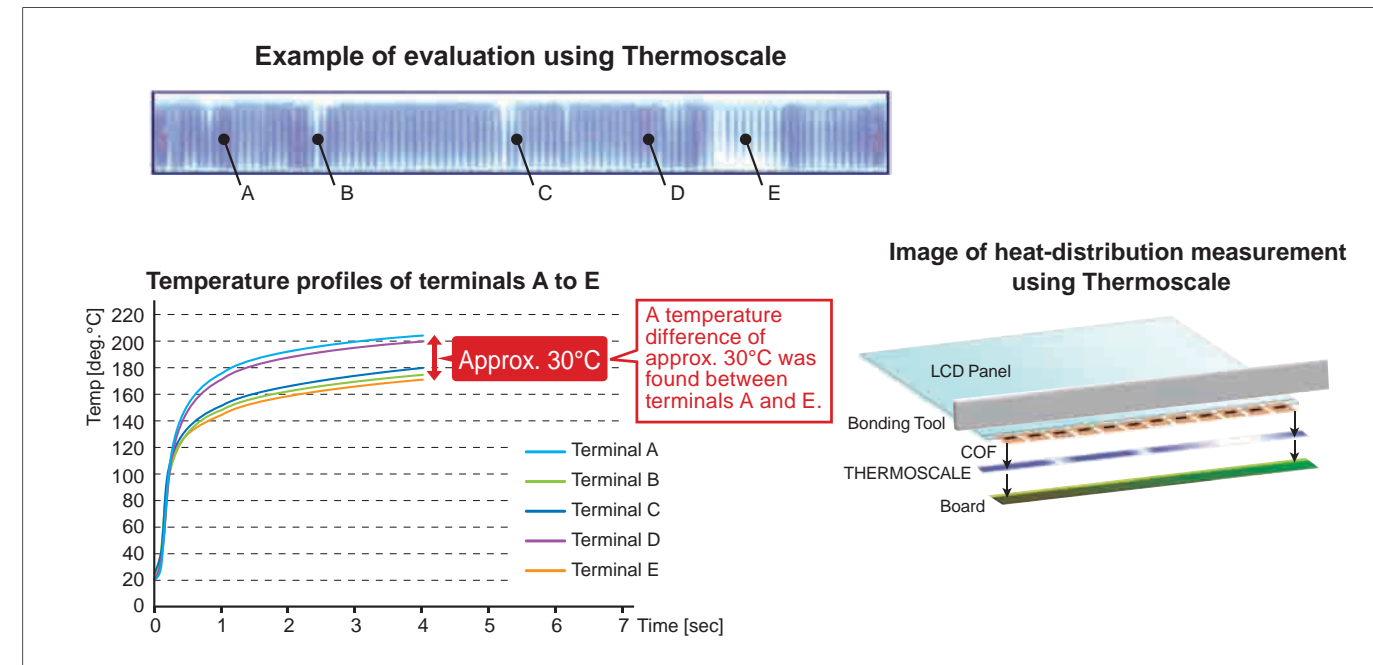 Example of evaluation using Thermoscale
A
B
C
D
E
Temperature profiles of terminals A to E
Temp [deg.°C]
220
200
180
160
140
120
100
80
60
40
20
0
0 1 2 3 4 5 6 7 Time [sec]
Approx. 30°C
A temperature
difference of
approx. 30°C was
found between
terminals A and E.
Terminal A
Terminal B
Terminal C
Terminal D
Terminal E
Image of heat-distribution measurement
using Thermoscale
LCD Panel
Bonding Tool
COF
THERMOSCALE
Board